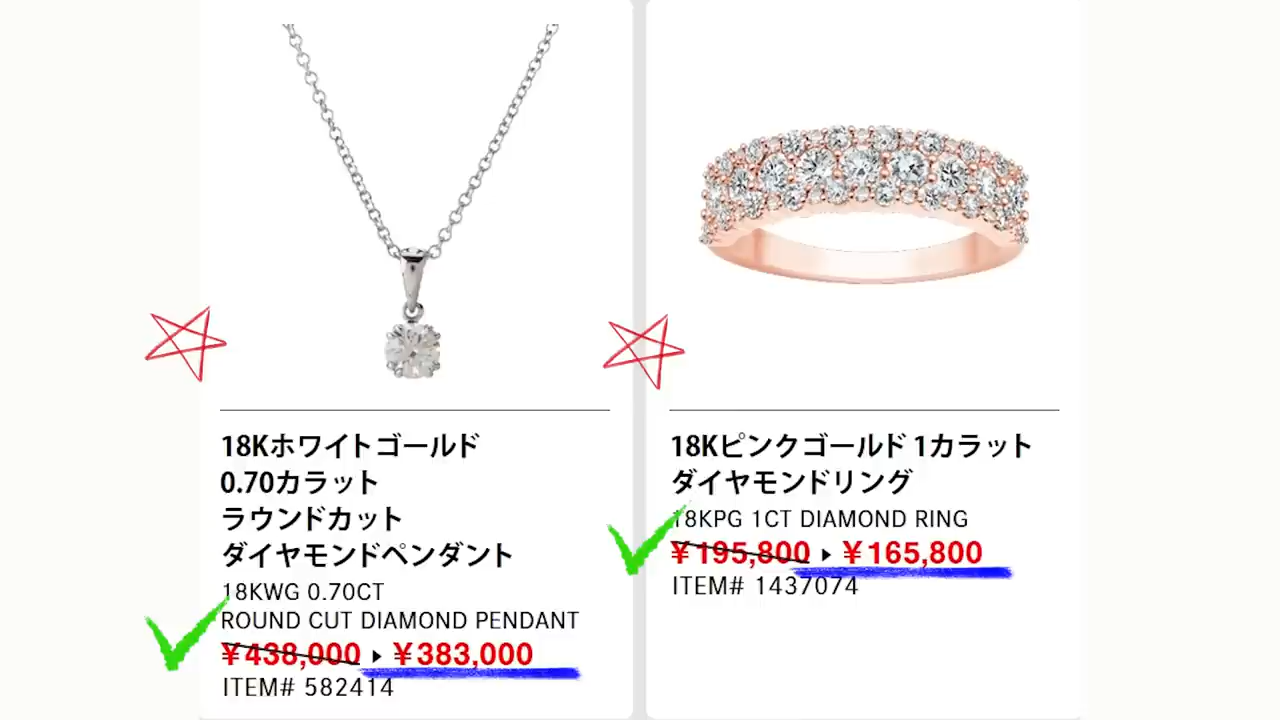 18Kホワイトゴールド
0.70カラット
ラウンドカット
ダイヤモンドペンダント
18KWG 0.70CT
ROUND CUT DIAMOND PENDANT
¥438,000 ▸ ¥383,000
ITEM# 582414
18Kピンクゴールド 1カラット
ダイヤモンドリング
18KPG 1CT DIAMOND RING
¥195,800 ▸ ¥165,800
ITEM# 1437074